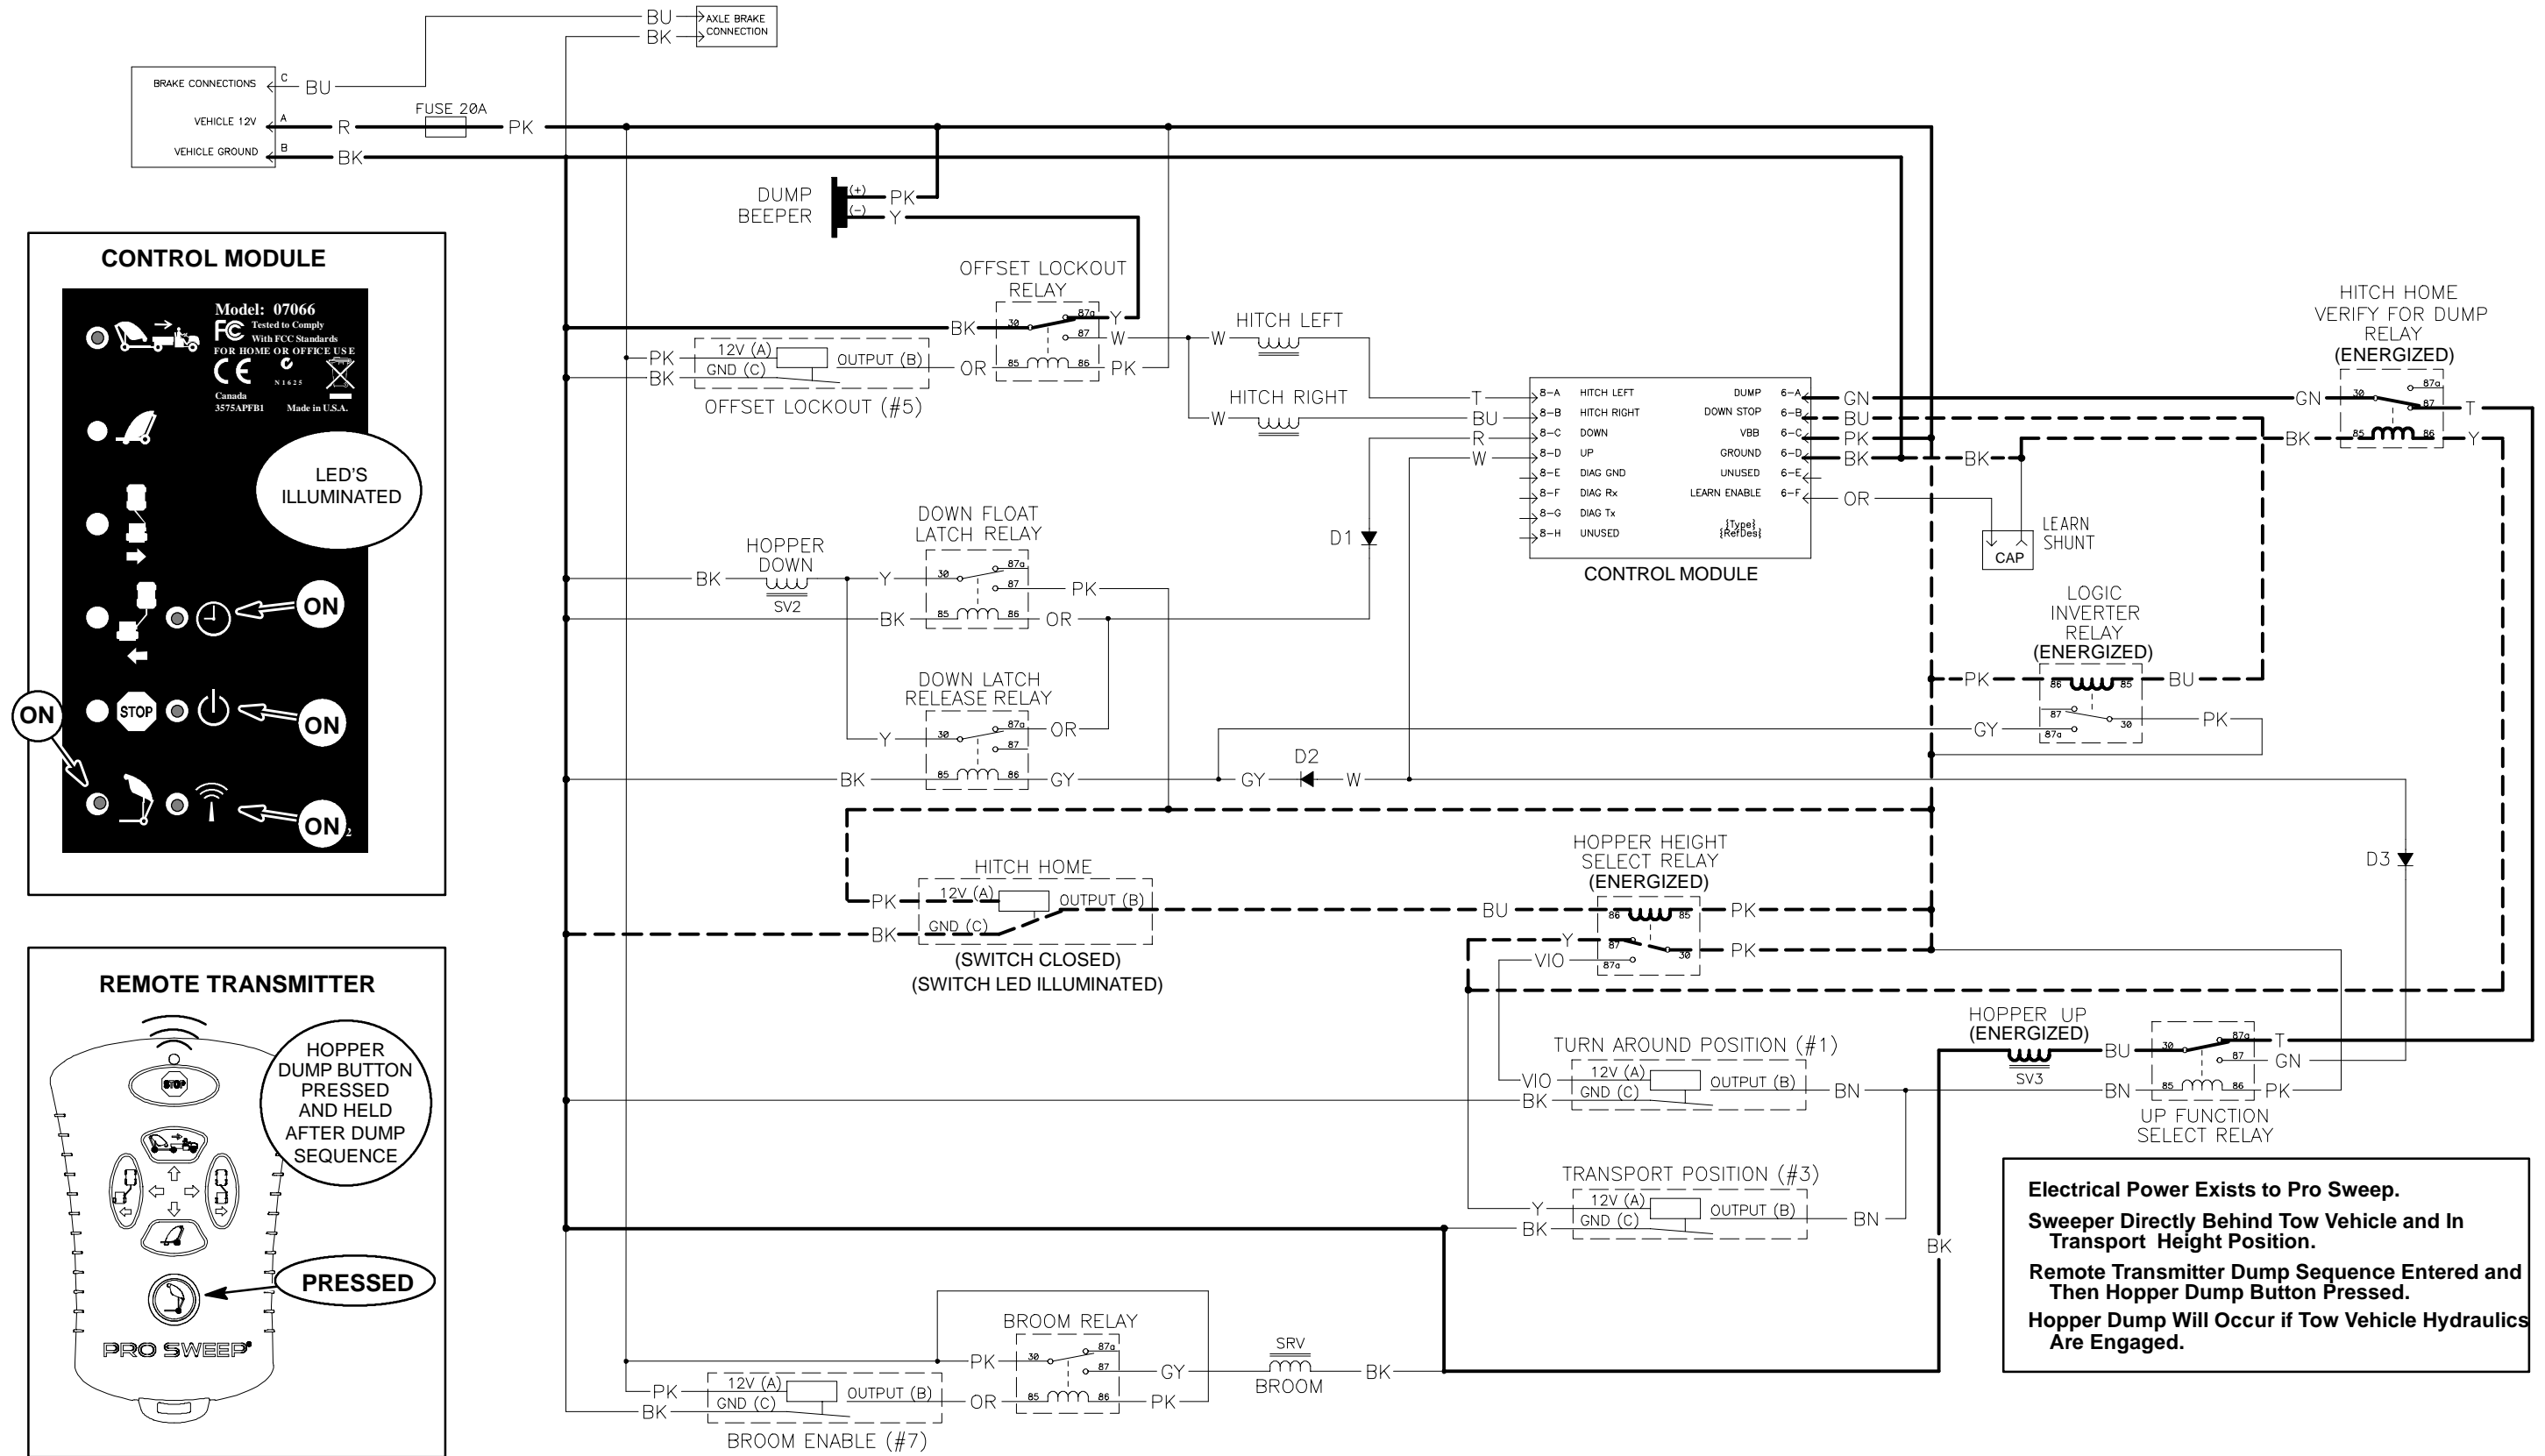 BU
AXLE BRAKE
CONNECTION
BK
BRAKE CONNECTIONS
C
BU
VEHICLE 12V
A
R
FUSE 20A
PK
VEHICLE GROUND
B
BK
DUMP
BEEPER
(+)
PK
(-)
Y
CONTROL MODULE
Model: 07066
FC
Tested to Comply
With FCC Standards
FOR HOME OR OFFICE USE
CE
N1625
Canada
3575APFB1
Made in U.S.A.
LED'S
ILLUMINATED
ON
STOP
ON
ON
ON
2
OFFSET LOCKOUT
RELAY
BK
30
87a
Y
87
W
PK
12V (A)
OUTPUT (B)
OR
85
86
PK
BK
GND (C)
OFFSET LOCKOUT (#5)
W
HITCH LEFT
HITCH RIGHT
W
T
BU
R
W
8-A HITCH LEFT DUMP 6-A
8-B HITCH RIGHT DOWN STOP 6-B
8-C DOWN VBB 6-C
8-D UP GROUND 6-D
8-E DIAG GND UNUSED 6-E
8-F DIAG Rx LEARN ENABLE 6-F
8-G DIAG Tx
8-H UNUSED
{Type}
{RefDes}
CONTROL MODULE
GN
BU
PK
BK
BK
OR
LEARN
SHUNT
CAP
HITCH HOME
VERIFY FOR DUMP
RELAY
(ENERGIZED)
GN
30
87a
87
T
BK
85
86
Y
D1
HOPPER
DOWN
BK
SV2
Y
DOWN FLOAT
LATCH RELAY
30
87a
87
PK
BK
85
86
OR
DOWN LATCH
RELEASE RELAY
Y
30
87a
OR
87
BK
85
86
GY
GY
D2
W
LOGIC
INVERTER
RELAY
(ENERGIZED)
PK
86
85
BU
87
30
PK
GY
87a
D3
HITCH HOME
PK
12V (A)
OUTPUT (B)
BK
GND (C)
(SWITCH CLOSED)
(SWITCH LED ILLUMINATED)
HOPPER HEIGHT
SELECT RELAY
(ENERGIZED)
BU
86
85
PK
Y
87
30
PK
VIO
87a
HOPPER UP
(ENERGIZED)
SV3
BU
30
87a
T
87
GN
BN
85
86
PK
UP FUNCTION
SELECT RELAY
TURN AROUND POSITION (#1)
VIO
12V (A)
OUTPUT (B)
BN
BK
GND (C)
TRANSPORT POSITION (#3)
Y
12V (A)
OUTPUT (B)
BN
BK
GND (C)
BK
REMOTE TRANSMITTER
STOP
HOPPER
DUMP BUTTON
PRESSED
AND HELD
AFTER DUMP
SEQUENCE
PRESSED
PRO SWEEP®
BROOM RELAY
PK
30
87a
87
GY
SRV
BROOM
BK
PK
12V (A)
OUTPUT (B)
OR
85
86
PK
BK
GND (C)
BROOM ENABLE (#7)
Electrical Power Exists to Pro Sweep.
Sweeper Directly Behind Tow Vehicle and In
Transport Height Position.
Remote Transmitter Dump Sequence Entered and
Then Hopper Dump Button Pressed.
Hopper Dump Will Occur if Tow Vehicle Hydraulics
Are Engaged.